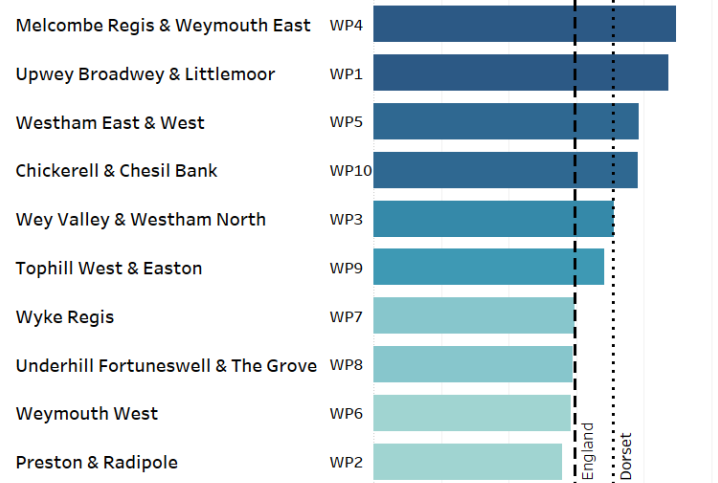 Melcombe Regis & Weymouth East WP4
Upwey Broadwey & Littlemoor WP1
Westham East & West WP5
Chickerell & Chesil Bank WP10
Wey Valley & Westham North WP3
Tophill West & Easton WP9
Wyke Regis WP7
Underhill Fortuneswell & The Grove WP8
Weymouth West WP6
Preston & Radipole WP2
England
Dorset